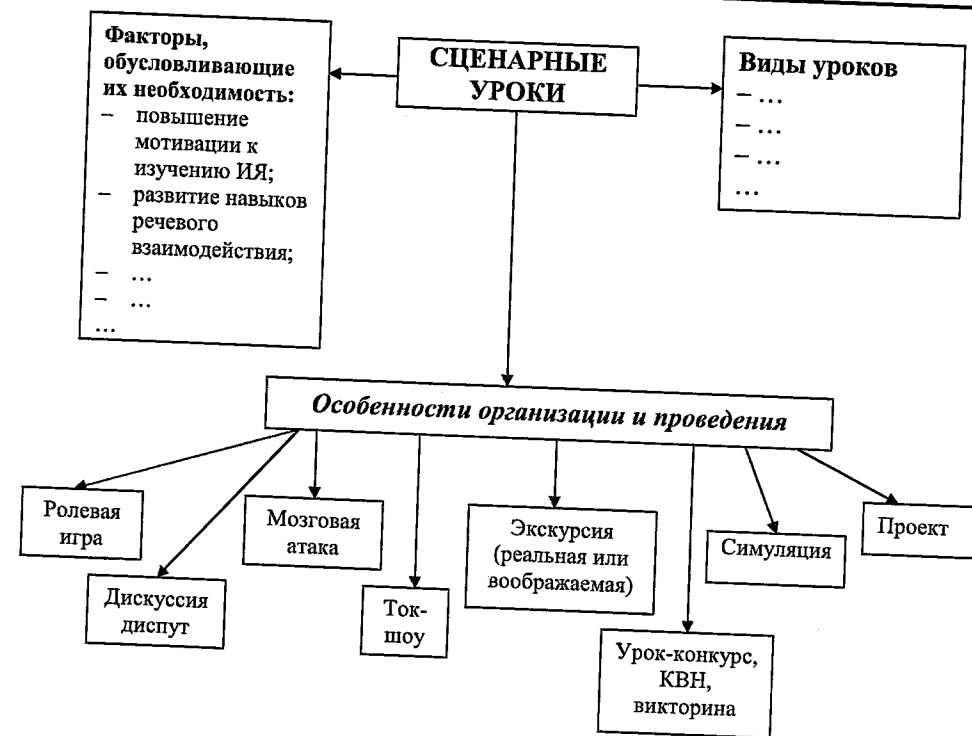 Факторы,
обусловливающие
их необходимость:
– повышение
мотивации к
изучению ИЯ;
– развитие навыков
речевого
взаимодействия;
– …
– …
…
СЦЕНАРНЫЕ
УРОКИ
Виды уроков
– …
– …
– …
…
Особенности организации и проведения
Ролевая
игра
Дискуссия
диспут
Мозговая
атака
Ток-
шоу
Экскурсия
(реальная или
воображаемая)
Урок-конкурс,
КВН,
викторина
Симуляция
Проект